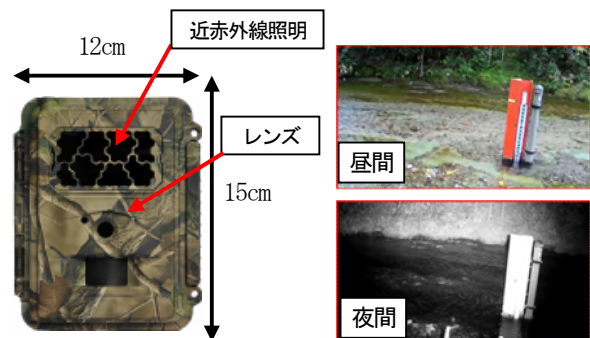 近赤外線照明
12cm
レンズ
15cm
昼間
夜間